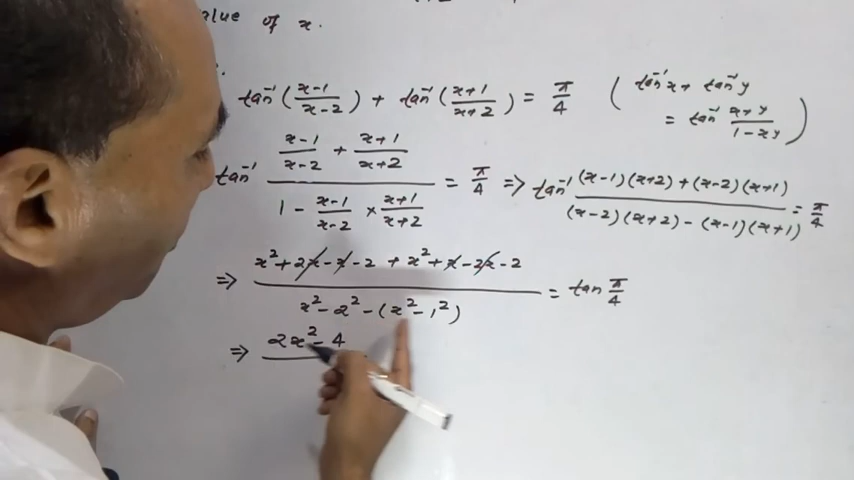 value of x.
tan⁻¹(x-1/x-2) + tan⁻¹(x+1/x+2) = π/4 (tan⁻¹x + tan⁻¹y
= tan⁻¹ x+y/1-xy)
tan⁻¹ (x-1/x-2 + x+1/x+2)/(1 - x-1/x-2 × x+1/x+2) = π/4 ⇒ tan⁻¹ ((x-1)(x+2)+(x-2)(x+1))/((x-2)(x+2)-(x-1)(x+1)) = π/4
⇒ (x²+2x-x-2 + x²+x-2x-2)/(x²-2²-(x²-1²)) = tan π/4
⇒ 2x²-4